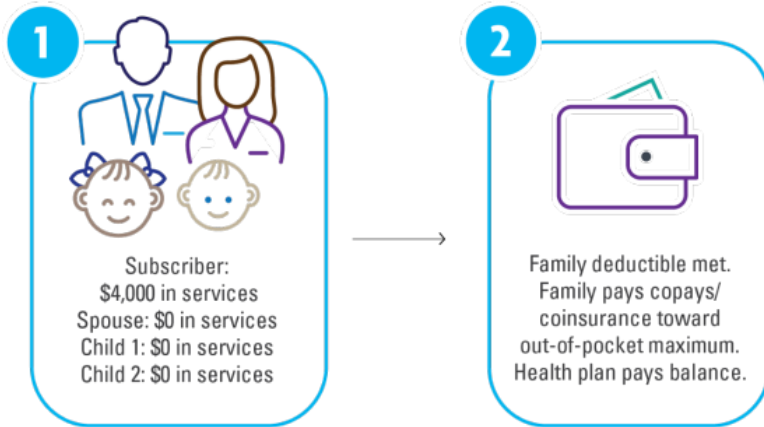 1
Subscriber:
$4,000 in services
Spouse: $0 in services
Child 1: $0 in services
Child 2: $0 in services
2
Family deductible met.
Family pays copays/
coinsurance toward
out-of-pocket maximum.
Health plan pays balance.